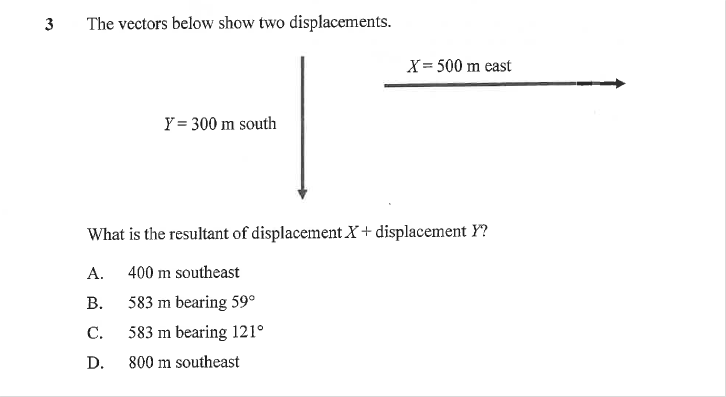 3 The vectors below show two displacements.
X = 500 m east
Y = 300 m south
What is the resultant of displacement X + displacement Y?
A. 400 m southeast
B. 583 m bearing 59°
C. 583 m bearing 121°
D. 800 m southeast